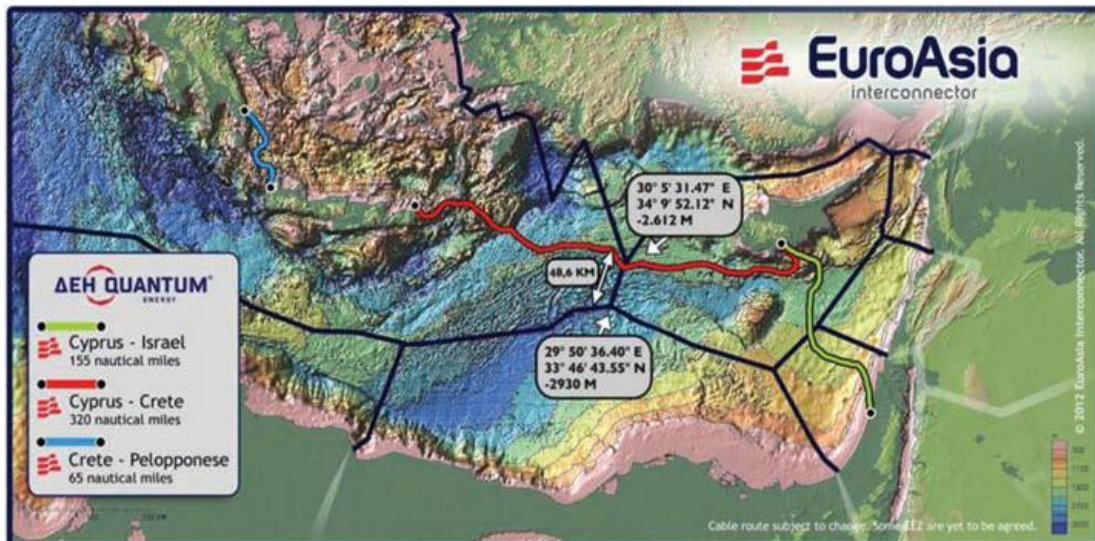 EuroAsia
interconnector
30° 5' 31.47" E
34° 9' 52.12" N
-2.612 M
48,6 KM
29° 50' 36.40" E
33° 46' 43.55" N
-2930 M
ΔΕΗ QUANTUM®
ENERGY
Cyprus - Israel
155 nautical miles
Cyprus - Crete
320 nautical miles
Crete - Peloponnese
65 nautical miles
© 2012 EuroAsia Interconnector. All Rights Reserved.
Cable route subject to change. Some EEZ are yet to be agreed.